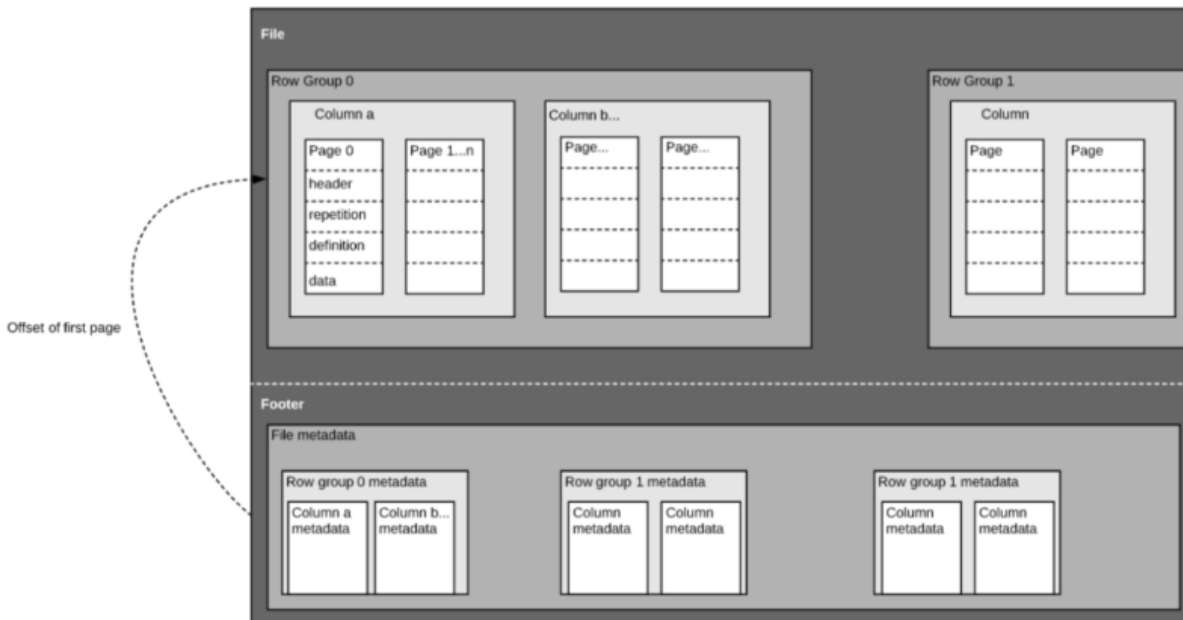 File
Row Group 0
Row Group 1
Column a
Column b...
Column
Page 0
Page 1...n
Page...
Page...
Page
Page
header
repetition
definition
data
Offset of first page
Footer
File metadata
Row group 0 metadata
Row group 1 metadata
Row group 1 metadata
Column a
metadata
Column b...
metadata
Column
metadata
Column
metadata
Column
metadata
Column
metadata